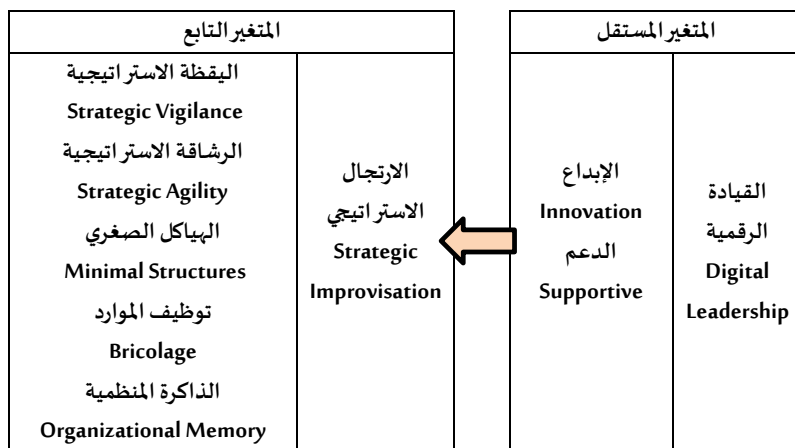 المتغير المستقل
القيادة
الرقمية
Digital
Leadership
الإبداع
Innovation
الدعم
Supportive
المتغير التابع
الارتجال
الاستراتيجي
Strategic
Improvisation
اليقظة الاستراتيجية
Strategic Vigilance
الرشاقة الاستراتيجية
Strategic Agility
الهياكل الصغري
Minimal Structures
توظيف الموارد
Bricolage
الذاكرة المنظمية
Organizational Memory